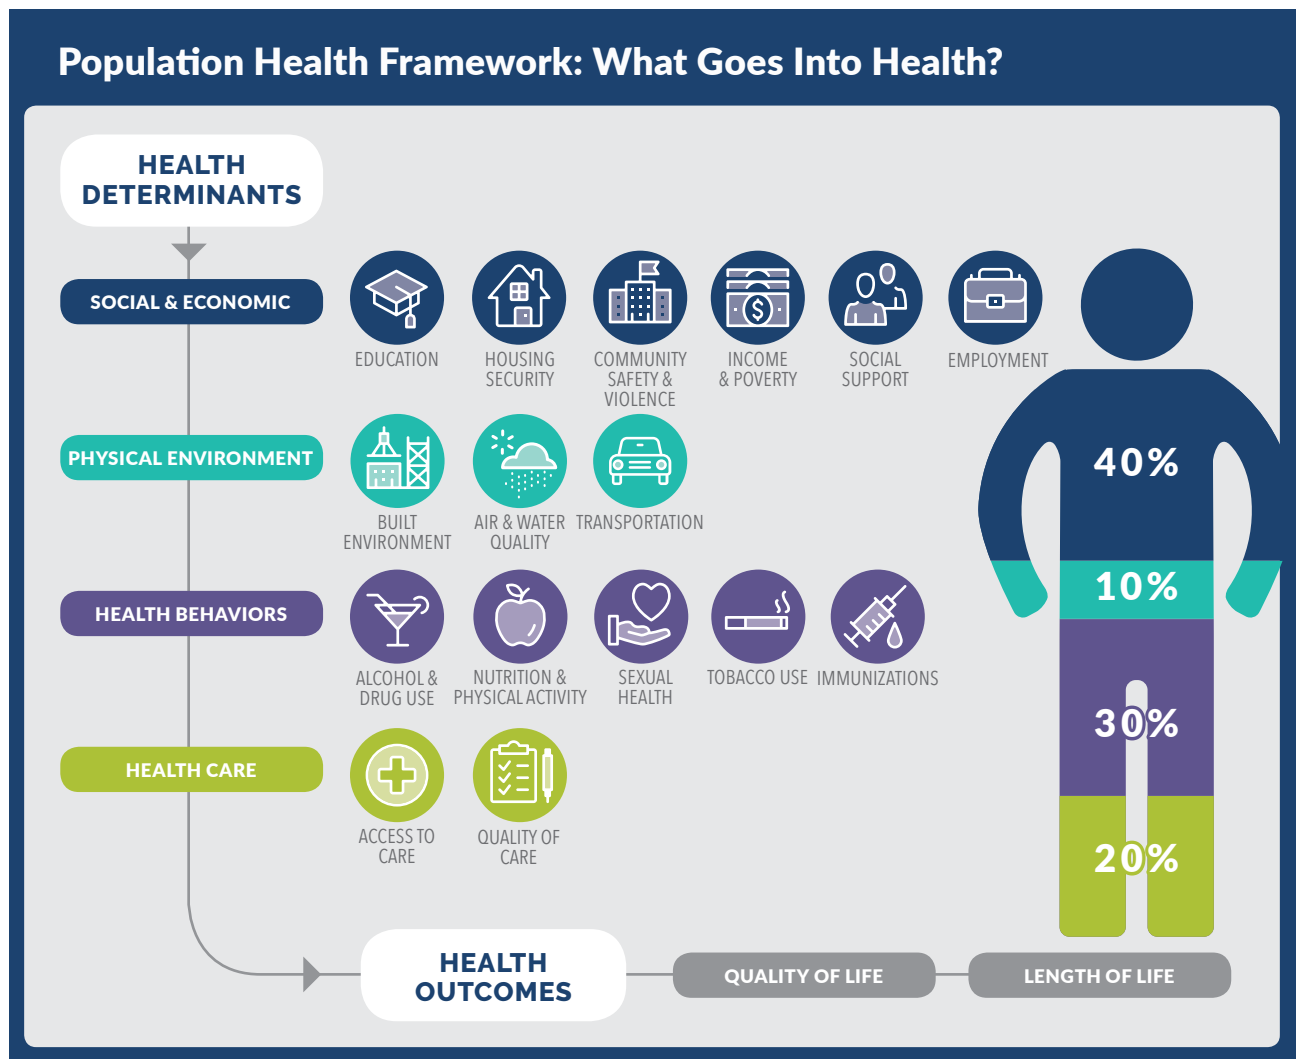 Population Health Framework: What Goes Into Health?
HEALTH
DETERMINANTS
SOCIAL & ECONOMIC
EDUCATION
HOUSING
SECURITY
COMMUNITY
SAFETY &
VIOLENCE
INCOME
& POVERTY
$
SOCIAL
SUPPORT
EMPLOYMENT
40%
PHYSICAL ENVIRONMENT
BUILT
ENVIRONMENT
AIR & WATER
QUALITY
TRANSPORTATION
10%
HEALTH BEHAVIORS
ALCOHOL &
DRUG USE
NUTRITION &
PHYSICAL ACTIVITY
SEXUAL
HEALTH
TOBACCO USE
IMMUNIZATIONS
30%
HEALTH CARE
ACCESS TO
CARE
QUALITY OF
CARE
20%
HEALTH
OUTCOMES
QUALITY OF LIFE
LENGTH OF LIFE